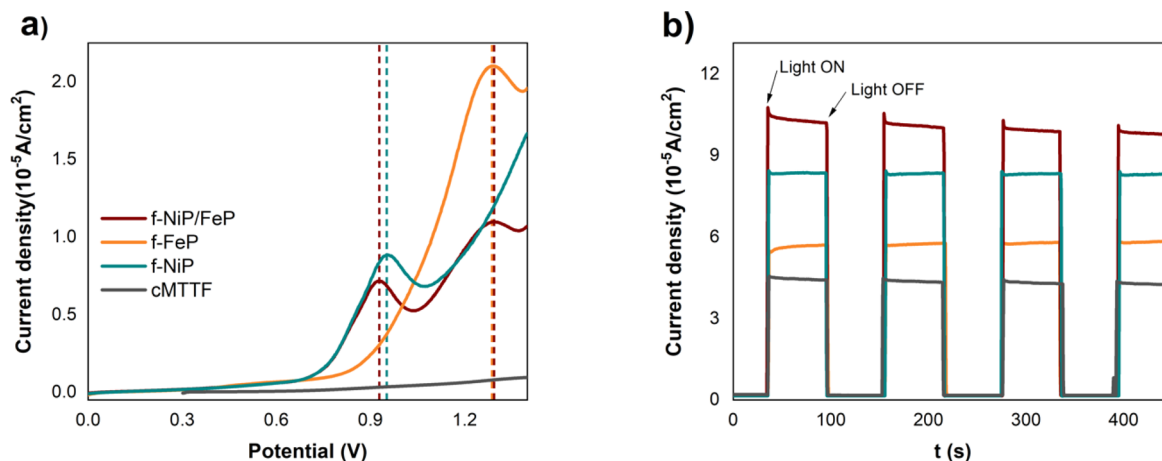 a)
Current density(10⁻⁵A/cm²)
2.0
1.5
1.0
0.5
0.0
f-NiP/FeP
f-FeP
f-NiP
cMTTF
0.0 0.3 0.6 0.9 1.2
Potential (V)
b)
Current density (10⁻⁵A/cm²)
12
9
6
3
0
Light ON
Light OFF
0 100 200 300 400
t (s)